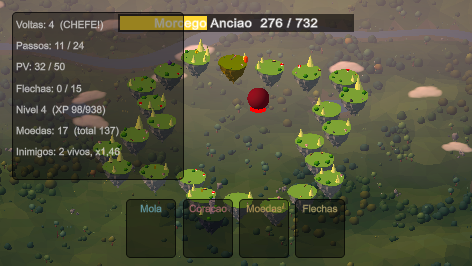 Voltas: 4 (CHEFE!)
Morcego Anciao 276 / 732
Passos: 11 / 24
PV: 32 / 50
Flechas: 0 / 15
Nivel 4 (XP 98/938)
Moedas: 17 (total 137)
Inimigos: 2 vivos, x1,46
Mola
Coracao
Moedas
Flechas